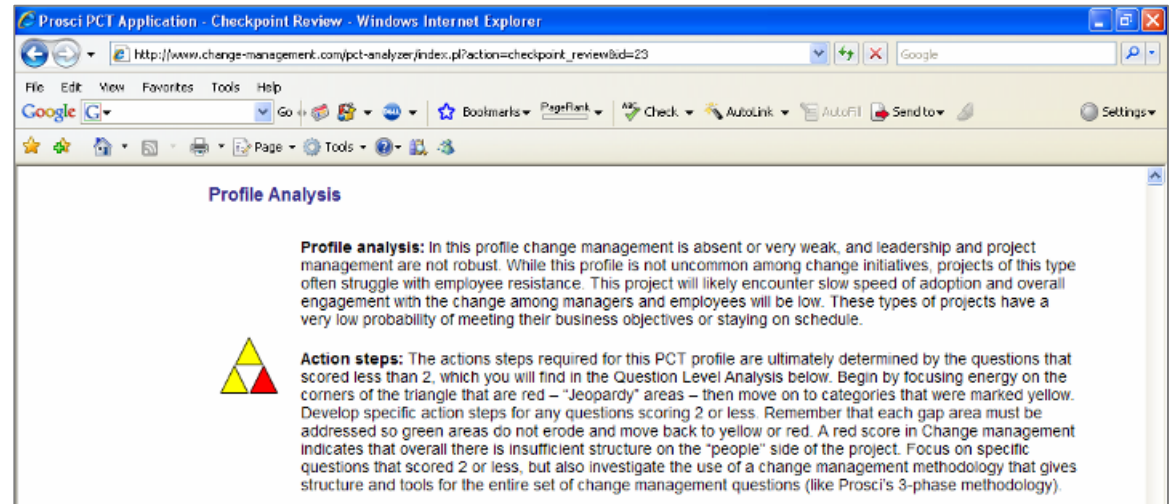 Prosci PCT Application - Checkpoint Review - Windows Internet Explorer
http://www.change-management.com/pct-analyzer/index.pl?action=checkpoint_review&id=23
Google
File Edit View Favorites Tools Help
Google G Go Bookmarks PageRank Check AutoLink AutoFill Send to Settings
Page Tools
Profile Analysis
Profile analysis: In this profile change management is absent or very weak, and leadership and project
management are not robust. While this profile is not uncommon among change initiatives, projects of this type
often struggle with employee resistance. This project will likely encounter slow speed of adoption and overall
engagement with the change among managers and employees will be low. These types of projects have a
very low probability of meeting their business objectives or staying on schedule.
Action steps: The actions steps required for this PCT profile are ultimately determined by the questions that
scored less than 2, which you will find in the Question Level Analysis below. Begin by focusing energy on the
corners of the triangle that are red – “Jeopardy” areas – then move on to categories that were marked yellow.
Develop specific action steps for any questions scoring 2 or less. Remember that each gap area must be
addressed so green areas do not erode and move back to yellow or red. A red score in Change management
indicates that overall there is insufficient structure on the “people” side of the project. Focus on specific
questions that scored 2 or less, but also investigate the use of a change management methodology that gives
structure and tools for the entire set of change management questions (like Prosci’s 3-phase methodology).